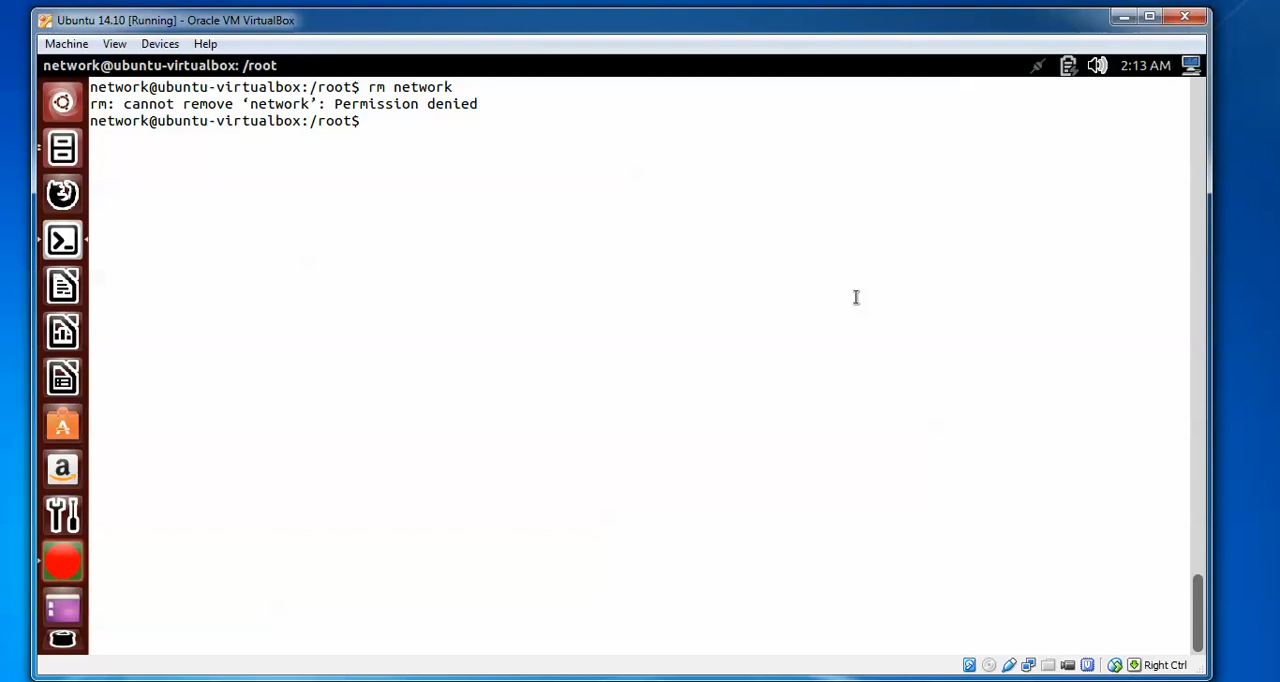 Ubuntu 14.10 [Running] - Oracle VM VirtualBox
Machine View Devices Help
network@ubuntu-virtualbox: /root 2:13 AM
network@ubuntu-virtualbox:/root$ rm network
rm: cannot remove ‘network’: Permission denied
network@ubuntu-virtualbox:/root$
Right Ctrl